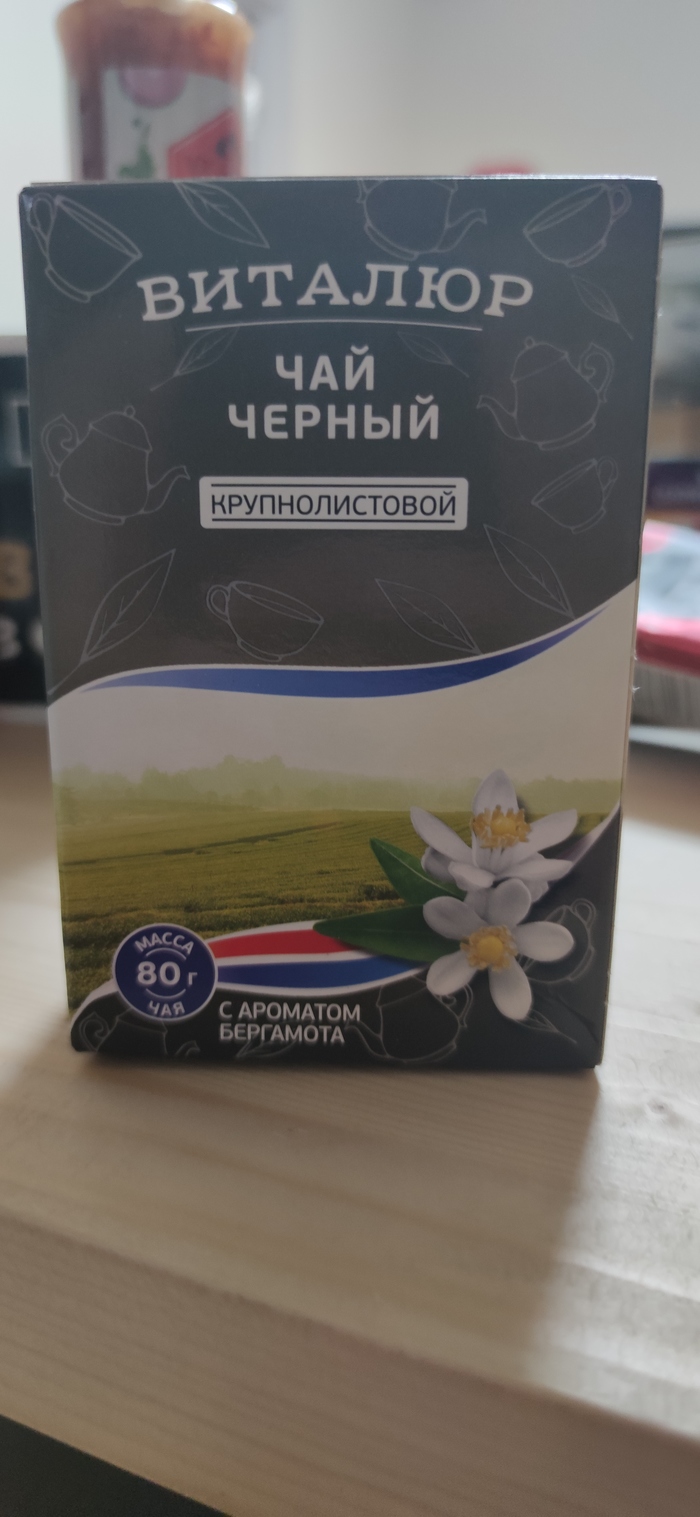 ВИТАЛЮР
ЧАЙ
ЧЕРНЫЙ
КРУПНОЛИСТОВОЙ
МАССА
80 г
ЧАЯ
С АРОМАТОМ
БЕРГАМОТА